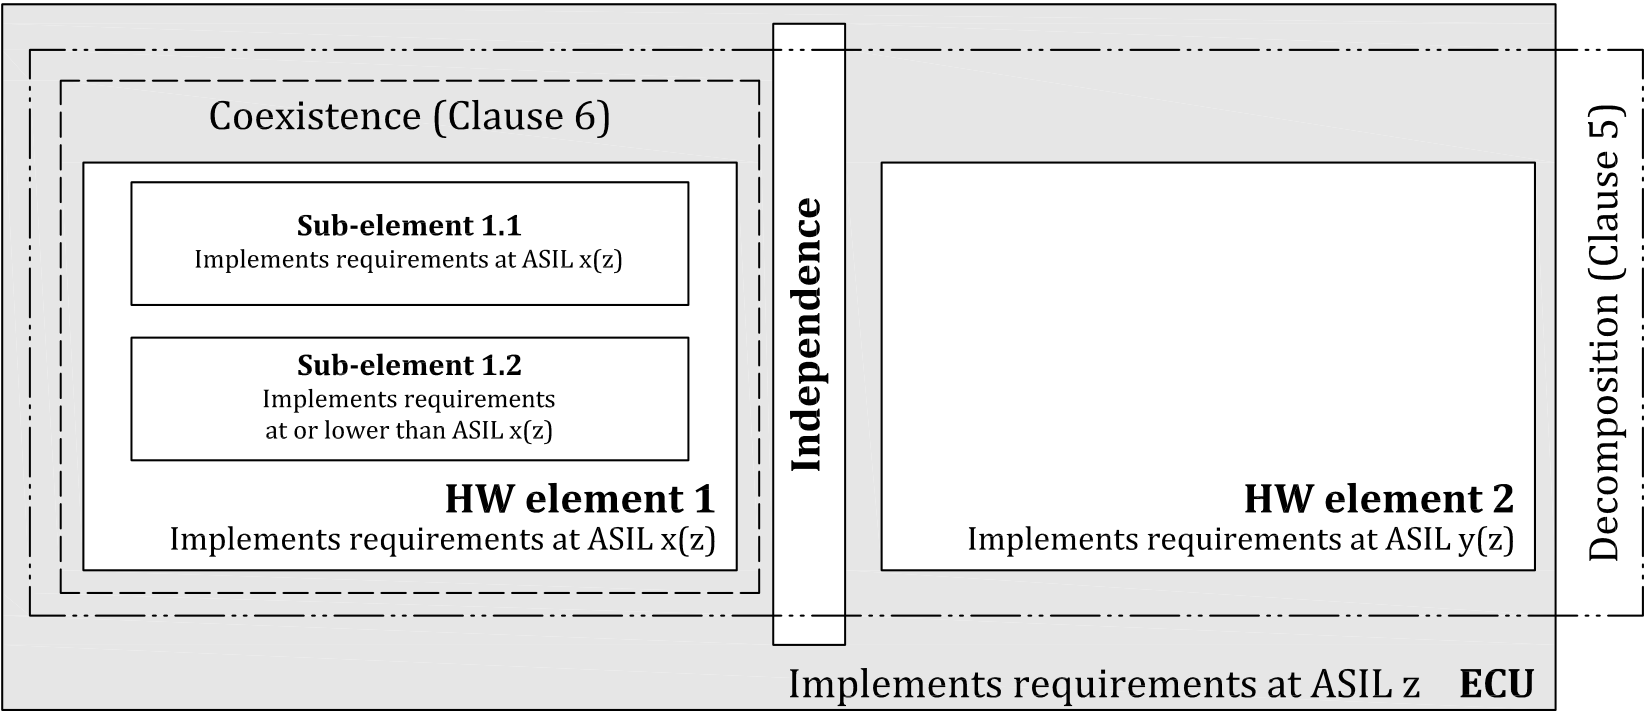 Coexistence (Clause 6)
Sub-element 1.1
Implements requirements at ASIL x(z)
Sub-element 1.2
Implements requirements
at or lower than ASIL x(z)
HW element 1
Implements requirements at ASIL x(z)
Independence
HW element 2
Implements requirements at ASIL y(z)
Decomposition (Clause 5)
Implements requirements at ASIL z ECU